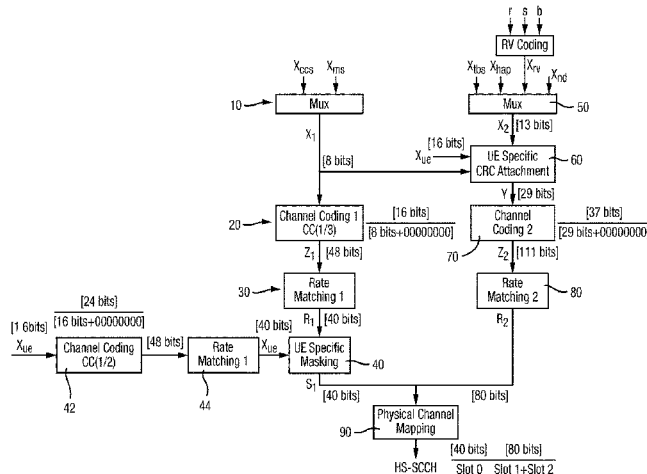 r s b
RV Coding
Xccs Xms
Xtbs Xhap Xrv Xnd
10 Mux
Mux 50
X1
X2 [13 bits]
[16 bits]
Xue
UE Specific
CRC Attachment
60
[8 bits]
Y [29 bits]
20
Channel Coding 1
CC(1/3)
[16 bits]
[8 bits+00000000]
Channel
Coding 2
70
[37 bits]
[29 bits+00000000]
Z1 [48 bits]
Z2 [111 bits]
30
Rate
Matching 1
Rate
Matching 2
80
[24 bits]
[16 bits+00000000]
R1 [40 bits]
R2
[1 6bits]
Xue
Channel Coding
CC(1/2)
42
[48 bits]
Rate
Matching 1
44
[40 bits]
Xue
UE Specific
Masking
40
S1
[40 bits]
[80 bits]
90
Physical Channel
Mapping
HS-SCCH
[40 bits] [80 bits]
Slot 0 Slot 1+Slot 2